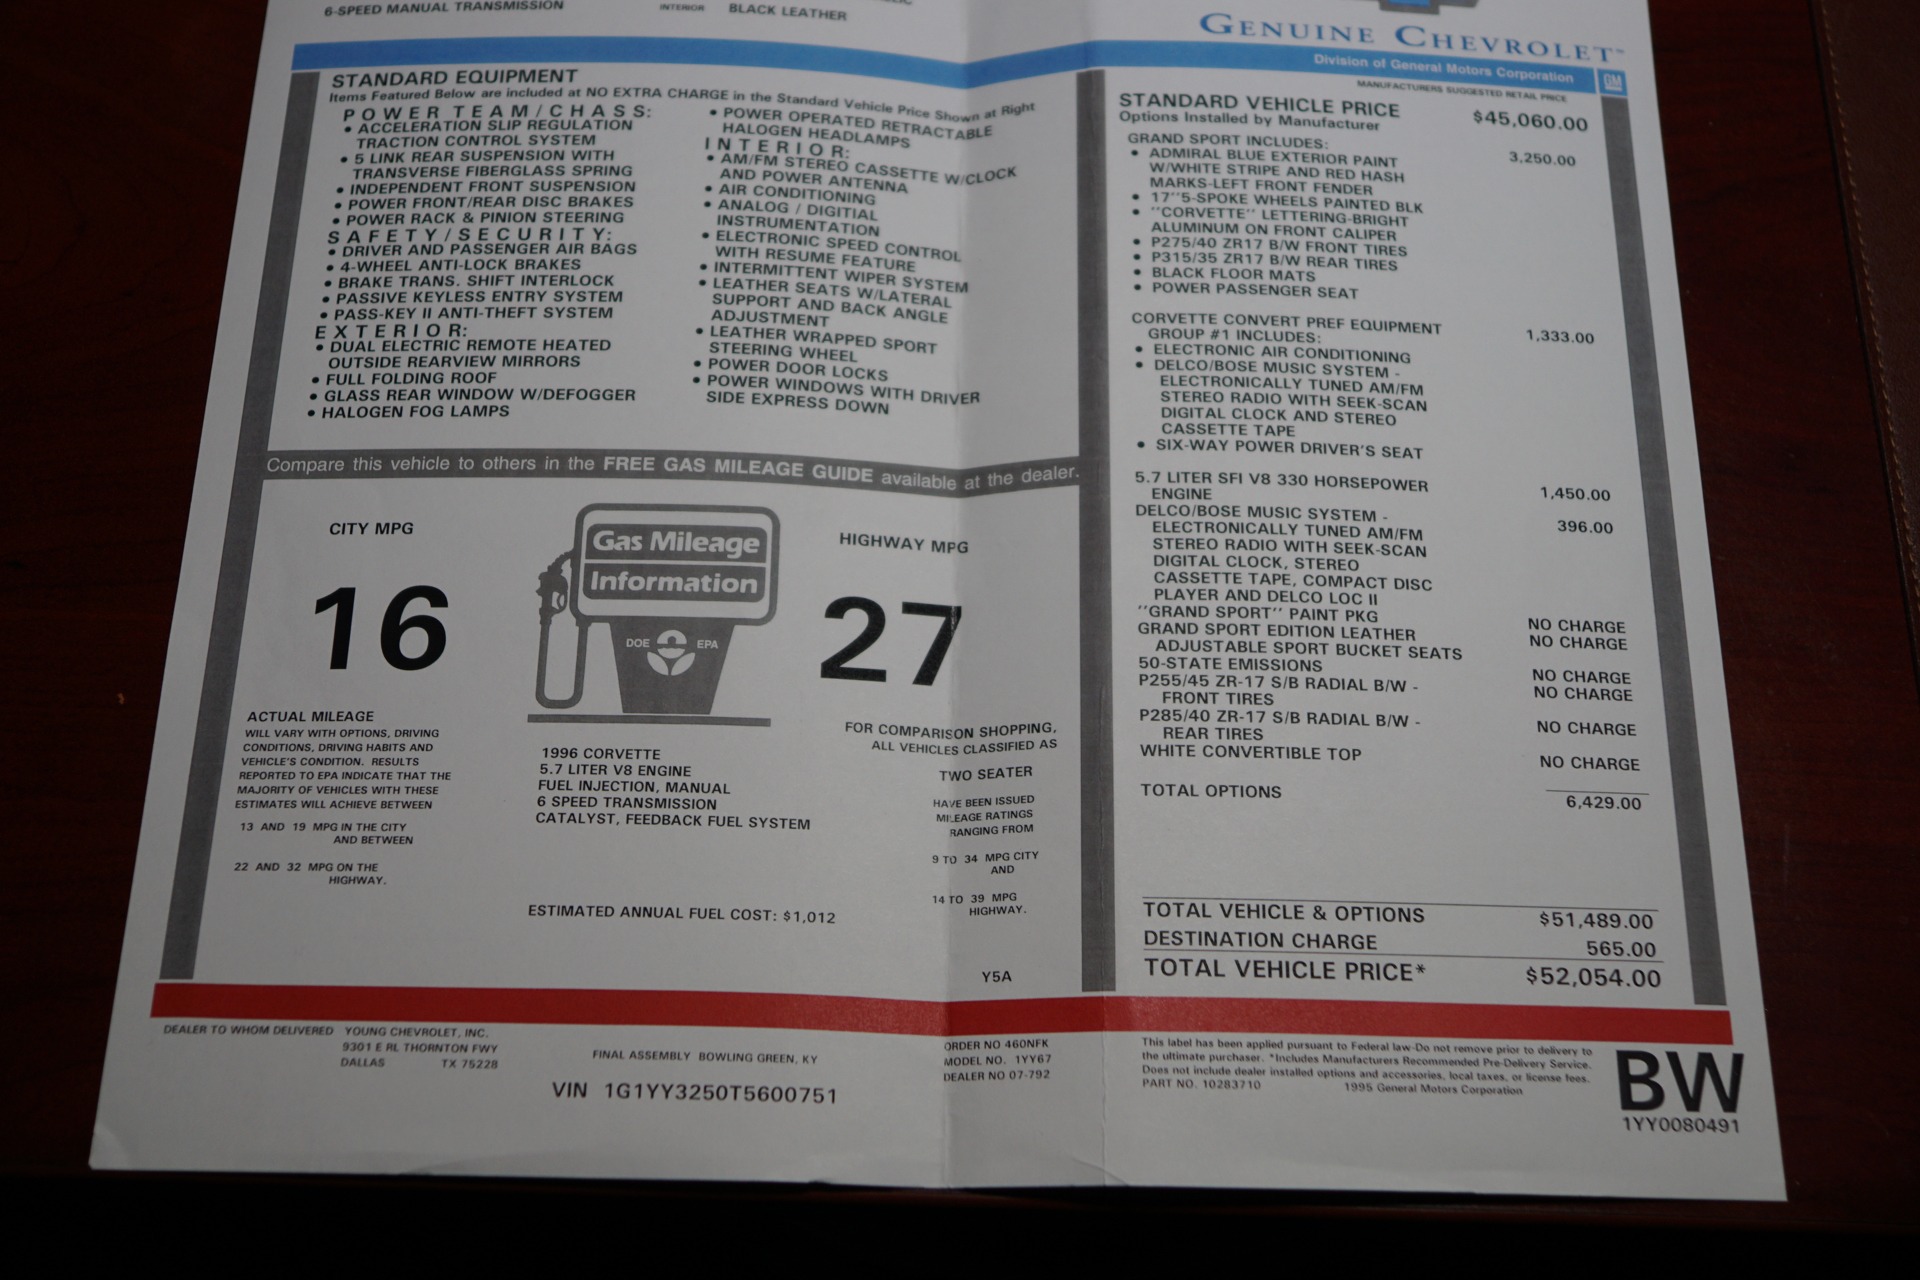 6-SPEED MANUAL TRANSMISSION
INTERIOR BLACK LEATHER
GENUINE CHEVROLET™
Division of General Motors Corporation
GM
STANDARD EQUIPMENT
Items Featured Below are included at NO EXTRA CHARGE in the Standard Vehicle Price Shown at Right
POWER TEAM/CHASS:
• ACCELERATION SLIP REGULATION
TRACTION CONTROL SYSTEM
• 5 LINK REAR SUSPENSION WITH
TRANSVERSE FIBERGLASS SPRING
• INDEPENDENT FRONT SUSPENSION
• POWER FRONT/REAR DISC BRAKES
• POWER RACK & PINION STEERING
SAFETY/SECURITY:
• DRIVER AND PASSENGER AIR BAGS
• 4-WHEEL ANTI-LOCK BRAKES
• BRAKE TRANS. SHIFT INTERLOCK
• PASSIVE KEYLESS ENTRY SYSTEM
• PASS-KEY II ANTI-THEFT SYSTEM
EXTERIOR:
• DUAL ELECTRIC REMOTE HEATED
OUTSIDE REARVIEW MIRRORS
• FULL FOLDING ROOF
• GLASS REAR WINDOW W/DEFOGGER
• HALOGEN FOG LAMPS
• POWER OPERATED RETRACTABLE
HALOGEN HEADLAMPS
INTERIOR:
• AM/FM STEREO CASSETTE W/CLOCK
AND POWER ANTENNA
• AIR CONDITIONING
• ANALOG / DIGITIAL
INSTRUMENTATION
• ELECTRONIC SPEED CONTROL
WITH RESUME FEATURE
• INTERMITTENT WIPER SYSTEM
• LEATHER SEATS W/LATERAL
SUPPORT AND BACK ANGLE
ADJUSTMENT
• LEATHER WRAPPED SPORT
STEERING WHEEL
• POWER DOOR LOCKS
• POWER WINDOWS WITH DRIVER
SIDE EXPRESS DOWN
Compare this vehicle to others in the FREE GAS MILEAGE GUIDE available at the dealer.
CITY MPG
16
Gas Mileage
Information
DOE EPA
HIGHWAY MPG
27
ACTUAL MILEAGE
WILL VARY WITH OPTIONS, DRIVING
CONDITIONS, DRIVING HABITS AND
VEHICLE'S CONDITION. RESULTS
REPORTED TO EPA INDICATE THAT THE
MAJORITY OF VEHICLES WITH THESE
ESTIMATES WILL ACHIEVE BETWEEN
13 AND 19 MPG IN THE CITY
AND BETWEEN
22 AND 32 MPG ON THE
HIGHWAY.
1996 CORVETTE
5.7 LITER V8 ENGINE
FUEL INJECTION, MANUAL
6 SPEED TRANSMISSION
CATALYST, FEEDBACK FUEL SYSTEM
ESTIMATED ANNUAL FUEL COST: $1,012
FOR COMPARISON SHOPPING,
ALL VEHICLES CLASSIFIED AS
TWO SEATER
HAVE BEEN ISSUED
MILEAGE RATINGS
RANGING FROM
9 TO 34 MPG CITY
AND
14 TO 39 MPG
HIGHWAY.
Y5A
MANUFACTURERS SUGGESTED RETAIL PRICE
STANDARD VEHICLE PRICE $45,060.00
Options Installed by Manufacturer
GRAND SPORT INCLUDES: 3,250.00
• ADMIRAL BLUE EXTERIOR PAINT
W/WHITE STRIPE AND RED HASH
MARKS-LEFT FRONT FENDER
• 17"5-SPOKE WHEELS PAINTED BLK
• "CORVETTE" LETTERING-BRIGHT
ALUMINUM ON FRONT CALIPER
• P275/40 ZR17 B/W FRONT TIRES
• P315/35 ZR17 B/W REAR TIRES
• BLACK FLOOR MATS
• POWER PASSENGER SEAT
CORVETTE CONVERT PREF EQUIPMENT
GROUP #1 INCLUDES: 1,333.00
• ELECTRONIC AIR CONDITIONING
• DELCO/BOSE MUSIC SYSTEM -
ELECTRONICALLY TUNED AM/FM
STEREO RADIO WITH SEEK-SCAN
DIGITAL CLOCK AND STEREO
CASSETTE TAPE
• SIX-WAY POWER DRIVER'S SEAT
5.7 LITER SFI V8 330 HORSEPOWER
ENGINE 1,450.00
DELCO/BOSE MUSIC SYSTEM - 396.00
ELECTRONICALLY TUNED AM/FM
STEREO RADIO WITH SEEK-SCAN
DIGITAL CLOCK, STEREO
CASSETTE TAPE, COMPACT DISC
PLAYER AND DELCO LOC II
"GRAND SPORT" PAINT PKG NO CHARGE
GRAND SPORT EDITION LEATHER NO CHARGE
ADJUSTABLE SPORT BUCKET SEATS
50-STATE EMISSIONS NO CHARGE
P255/45 ZR-17 S/B RADIAL B/W - NO CHARGE
FRONT TIRES
P285/40 ZR-17 S/B RADIAL B/W - NO CHARGE
REAR TIRES
WHITE CONVERTIBLE TOP NO CHARGE
TOTAL OPTIONS 6,429.00
TOTAL VEHICLE & OPTIONS $51,489.00
DESTINATION CHARGE 565.00
TOTAL VEHICLE PRICE* $52,054.00
DEALER TO WHOM DELIVERED YOUNG CHEVROLET, INC.
9301 E RL THORNTON FWY
DALLAS TX 75228
FINAL ASSEMBLY BOWLING GREEN, KY
VIN 1G1YY3250T5600751
ORDER NO 460NFK
MODEL NO. 1YY67
DEALER NO 07-792
This label has been applied pursuant to Federal law-Do not remove prior to delivery to
the ultimate purchaser. *Includes Manufacturers Recommended Pre-Delivery Service.
Does not include dealer installed options and accessories, local taxes, or license fees.
PART NO. 10283710 1995 General Motors Corporation
BW
1YY0080491